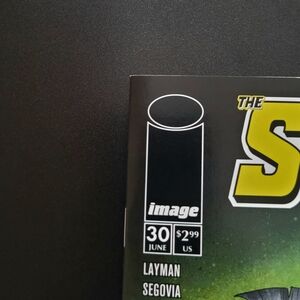 THE
S
image
30 $2.99
JUNE US
LAYMAN
SEGOVIA